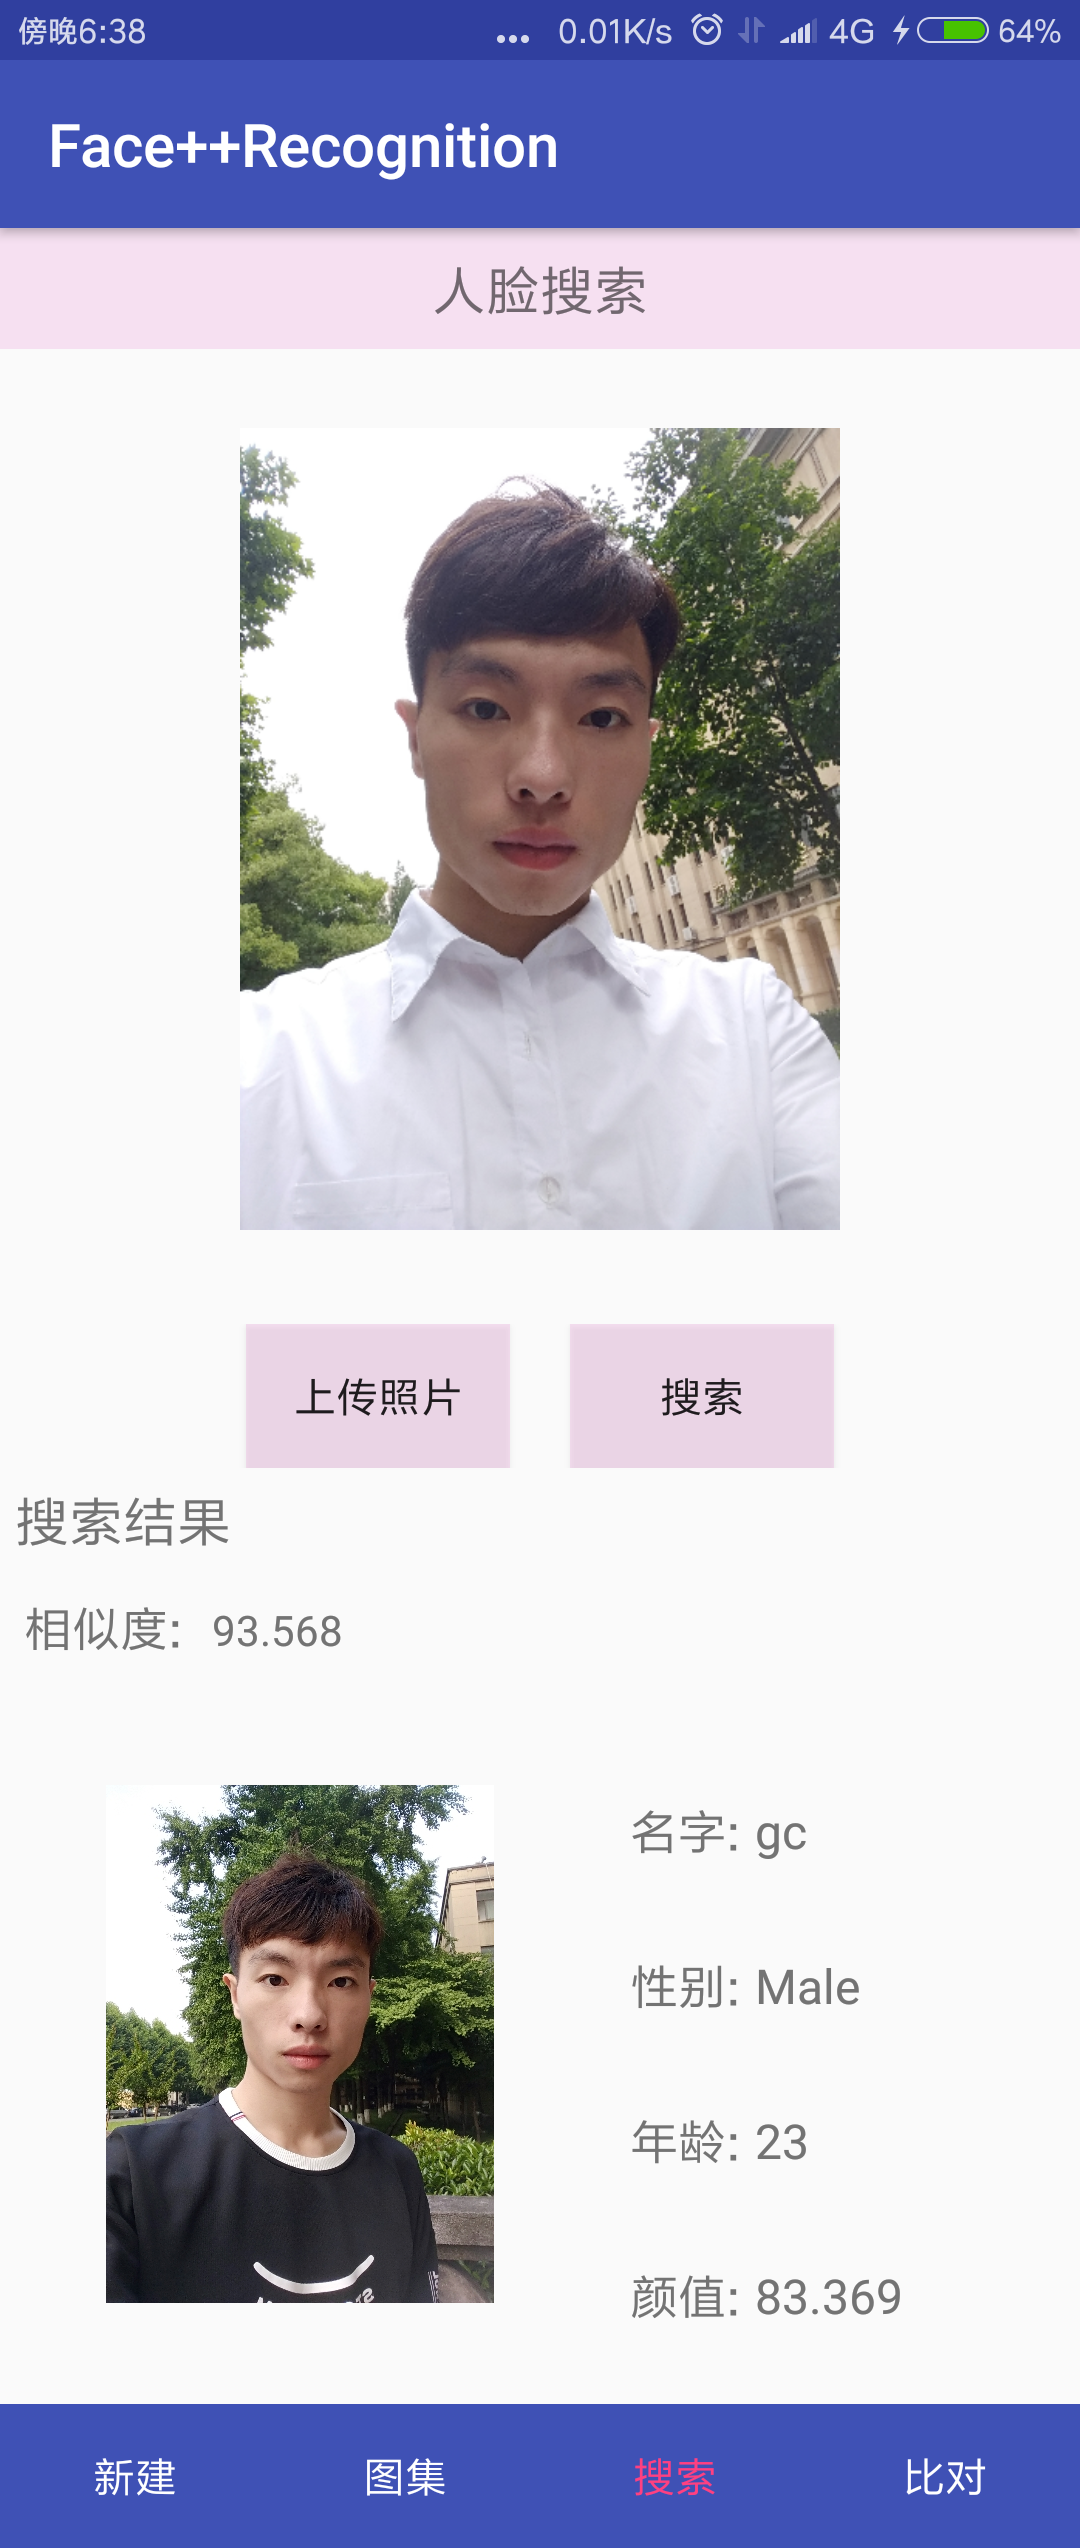 傍晚6:38 ... 0.01K/s 4G 64%
Face++Recognition
人脸搜索
上传照片 搜索
搜索结果
相似度: 93.568
名字: gc
性别: Male
年龄: 23
颜值: 83.369
新建 图集 搜索 比对